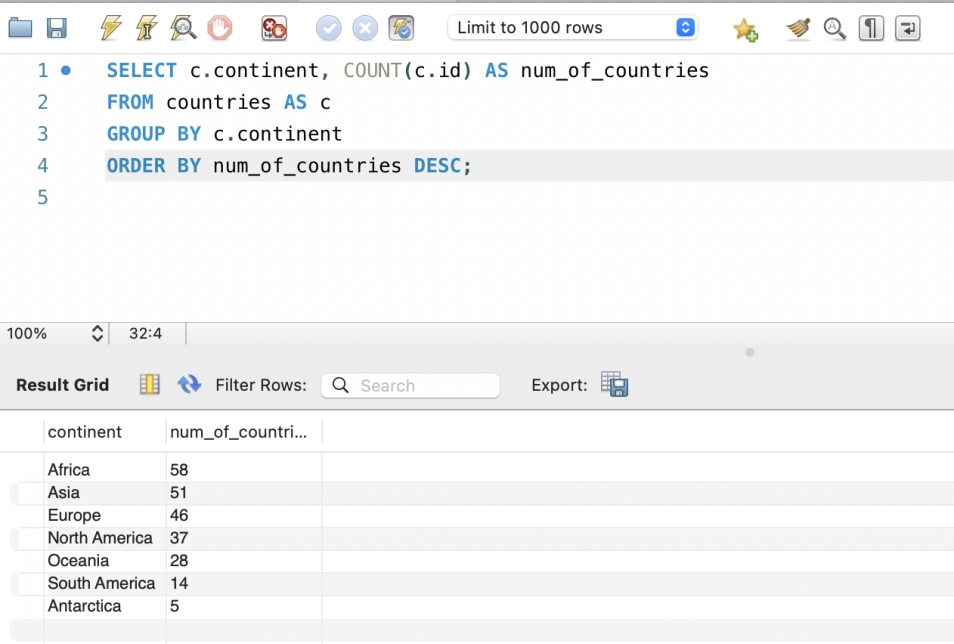 Limit to 1000 rows
1 SELECT c.continent, COUNT(c.id) AS num_of_countries
2 FROM countries AS c
3 GROUP BY c.continent
4 ORDER BY num_of_countries DESC;
5
100% 32:4
Result Grid Filter Rows: Search Export:
continent num_of_countri...
Africa 58
Asia 51
Europe 46
North America 37
Oceania 28
South America 14
Antarctica 5